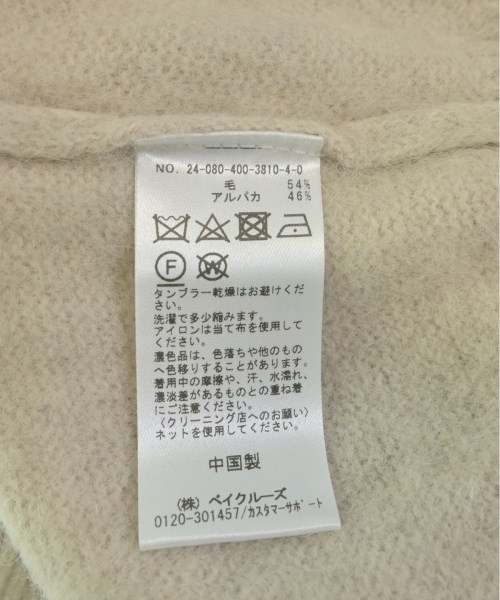 NO. 24-080-400-3810-4-0
毛 54%
アルパカ 46%
F W
タンブラー乾燥はお避けくだ
さい。
洗濯で多少縮みます。
アイロンは当て布を使用して
ください。
濃色品は、色落ちや他のもの
へ色移りすることがあります。
着用中の摩擦や、汗、水濡れ、
濃淡差があるものとの重ね着
にご注意ください。
〈クリーニング店へのお願い〉
ネットを使用してください。
中国製
(株) ベイクルーズ
0120-301457/カスタマーサポート